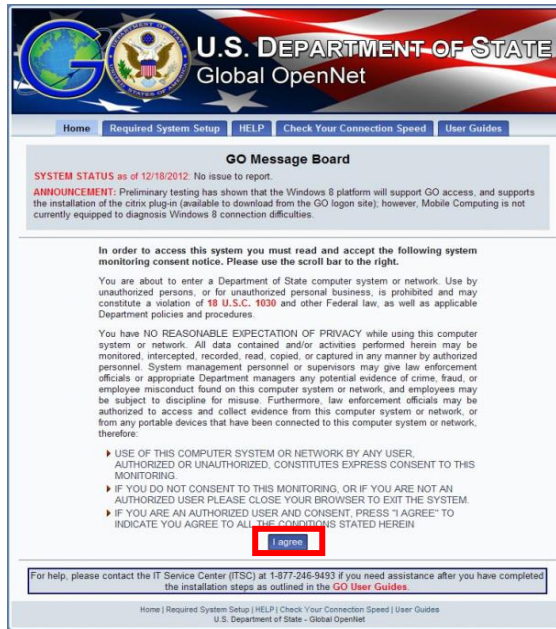 U.S. DEPARTMENT OF STATE
Global OpenNet
Home Required System Setup HELP Check Your Connection Speed User Guides
GO Message Board
SYSTEM STATUS as of 12/18/2012: No issue to report.
ANNOUNCEMENT: Preliminary testing has shown that the Windows 8 platform will support GO access, and supports
the installation of the citrix plug-in (available to download from the GO logon site); however, Mobile Computing is not
currently equipped to diagnosis Windows 8 connection difficulties.
In order to access this system you must read and accept the following system
monitoring consent notice. Please use the scroll bar to the right.
You are about to enter a Department of State computer system or network. Use by
unauthorized persons, or for unauthorized personal business, is prohibited and may
constitute a violation of 18 U.S.C. 1030 and other Federal law, as well as applicable
Department policies and procedures.
You have NO REASONABLE EXPECTATION OF PRIVACY while using this computer
system or network. All data contained and/or activities performed herein may be
monitored, intercepted, recorded, read, copied, or captured in any manner by authorized
personnel. System management personnel or supervisors may give law enforcement
officials or appropriate Department managers any potential evidence of crime, fraud, or
employee misconduct found on this computer system or network, and employees may
be subject to discipline for misuse. Furthermore, law enforcement officials may be
authorized to access and collect evidence from this computer system or network, or
from any portable devices that have been connected to this computer system or network,
therefore:
USE OF THIS COMPUTER SYSTEM OR NETWORK BY ANY USER,
AUTHORIZED OR UNAUTHORIZED, CONSTITUTES EXPRESS CONSENT TO THIS
MONITORING.
IF YOU DO NOT CONSENT TO THIS MONITORING, OR IF YOU ARE NOT AN
AUTHORIZED USER PLEASE CLOSE YOUR BROWSER TO EXIT THE SYSTEM.
IF YOU ARE AN AUTHORIZED USER AND CONSENT, PRESS "I AGREE" TO
INDICATE YOU AGREE TO ALL THE CONDITIONS STATED HEREIN
I agree
For help, please contact the IT Service Center (ITSC) at 1-877-246-9493 if you need assistance after you have completed
the installation steps as outlined in the GO User Guides.
Home | Required System Setup | HELP | Check Your Connection Speed | User Guides
U.S. Department of State - Global OpenNet